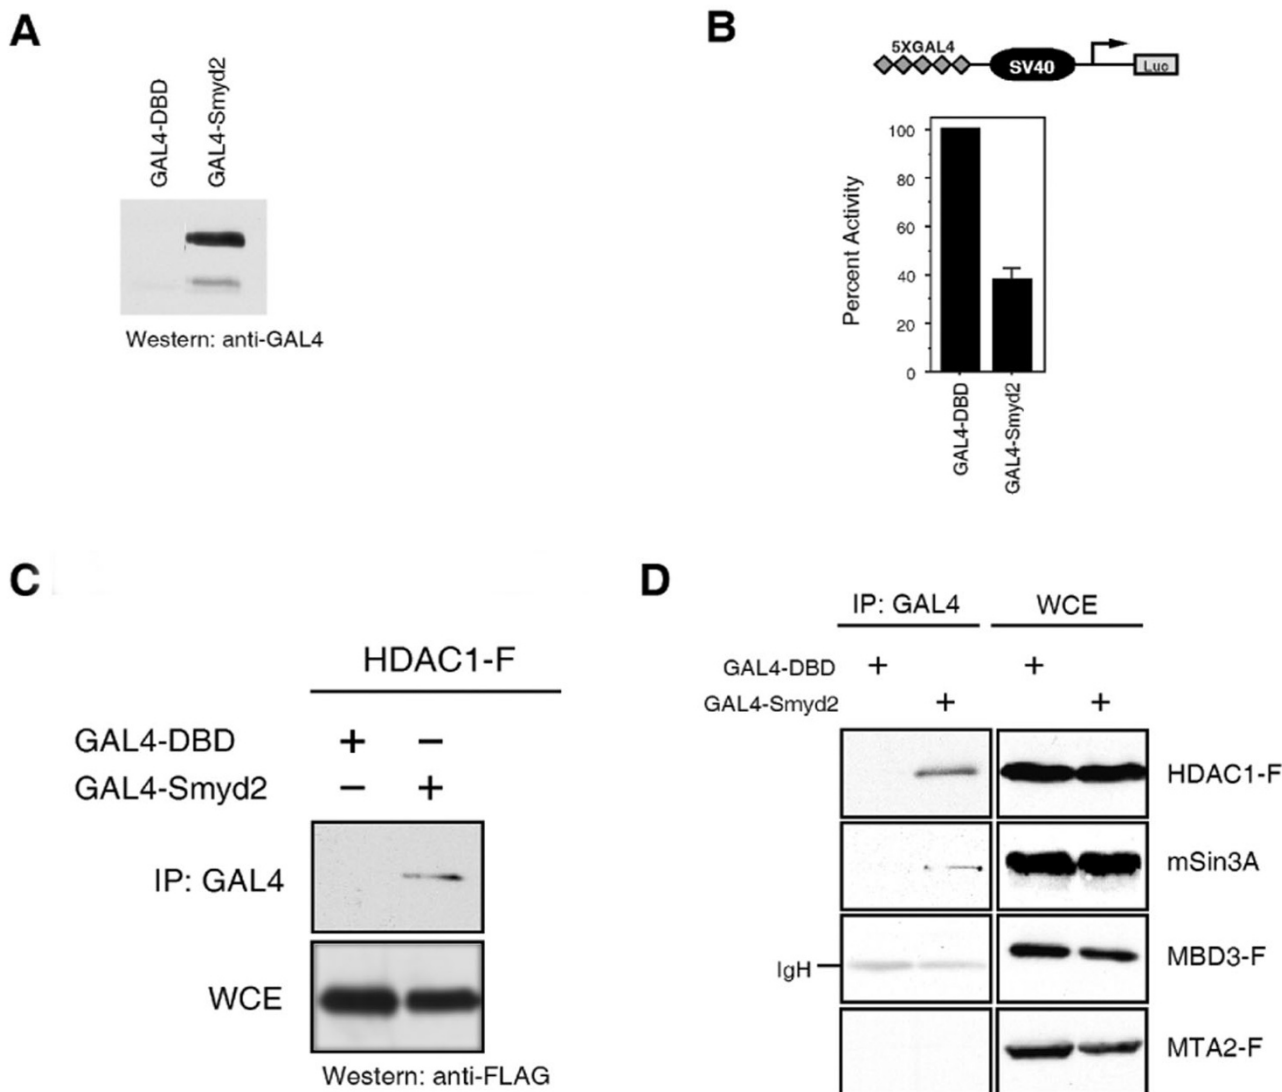 A
GAL4-DBD
GAL4-Smyd2
Western: anti-GAL4
B
5XGAL4
SV40
Luc
Percent Activity
100
80
60
40
20
0
GAL4-DBD
GAL4-Smyd2
C
HDAC1-F
GAL4-DBD + −
GAL4-Smyd2 − +
IP: GAL4
WCE
Western: anti-FLAG
D
IP: GAL4 WCE
GAL4-DBD + +
GAL4-Smyd2 + +
HDAC1-F
mSin3A
IgH MBD3-F
MTA2-F